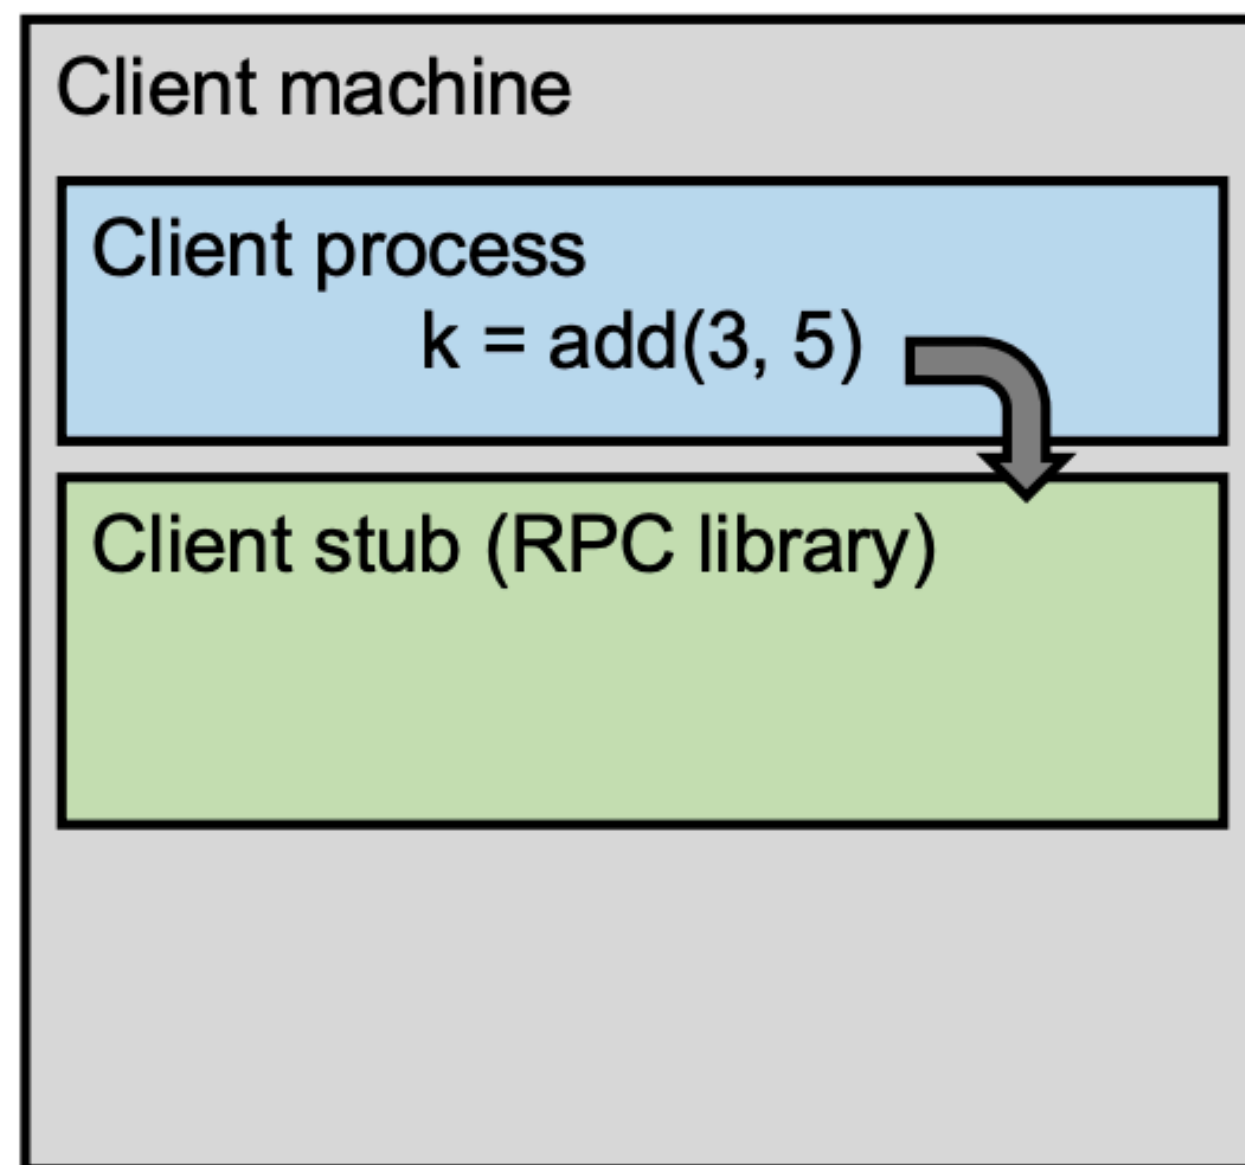 Client machine
Client process
k = add(3, 5)
Client stub (RPC library)